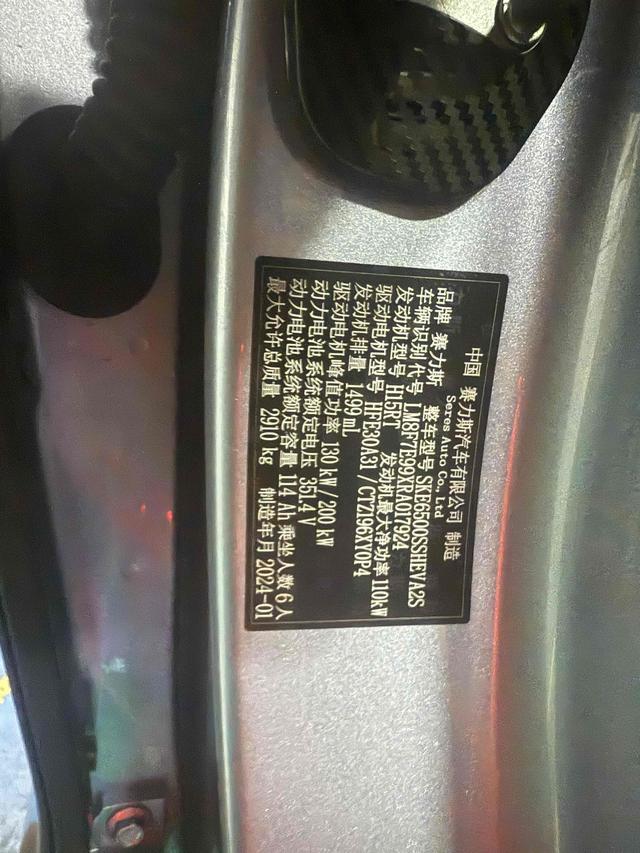 中国 赛力斯汽车有限公司 制造
Seres Auto Co., Ltd
品牌 赛力斯 整车型号 SKE6500SSHEVA2S
车辆识别代号 LM8F7E99XRA017924
发动机型号 H15RT 发动机最大净功率 110kW
驱动电机型号 HFE30A31 / CTZ196XY0P4
发动机排量 1499 mL
驱动电机峰值功率 130 kW / 200 kW
动力电池系统额定电压 351.4 V
动力电池系统额定容量 114 Ah 乘坐人数 6 人
最大允许总质量 2910 kg 制造年月 2024-01